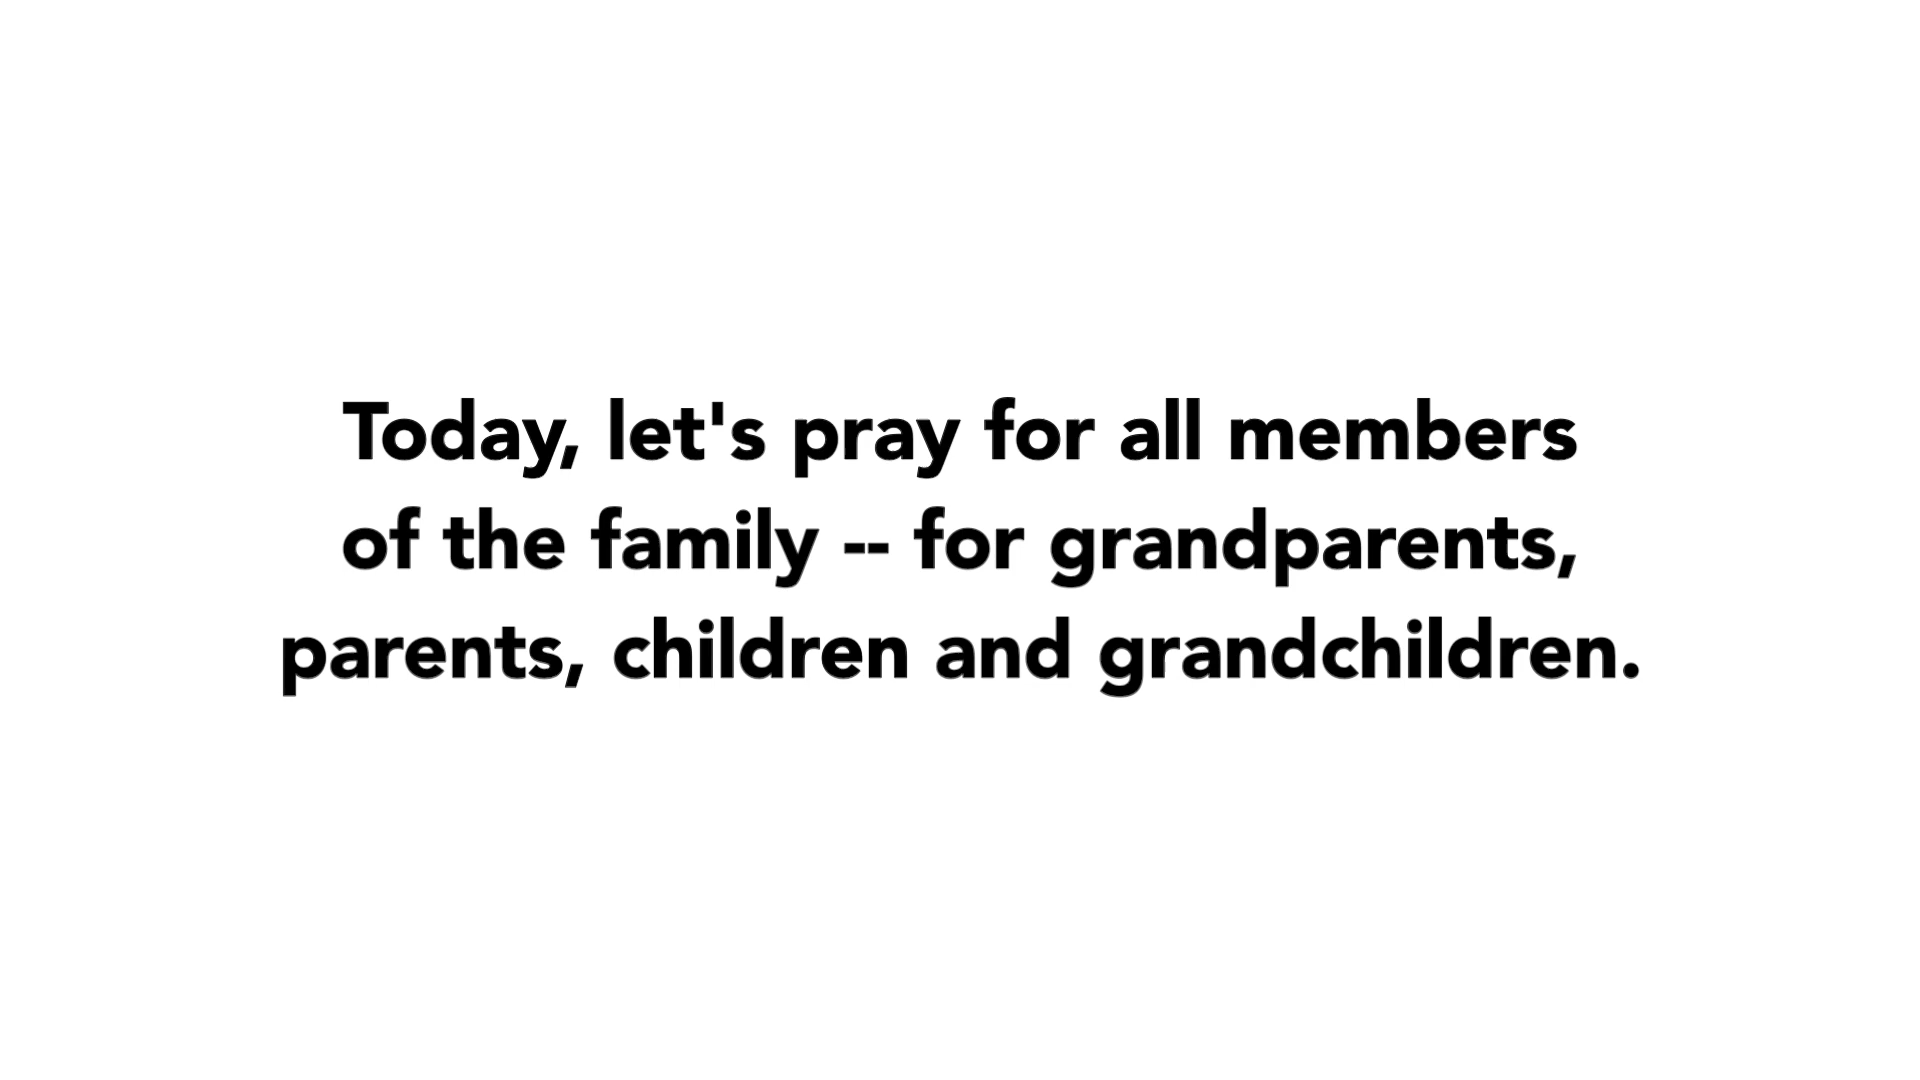 Today, let's pray for all members
of the family -- for grandparents,
parents, children and grandchildren.